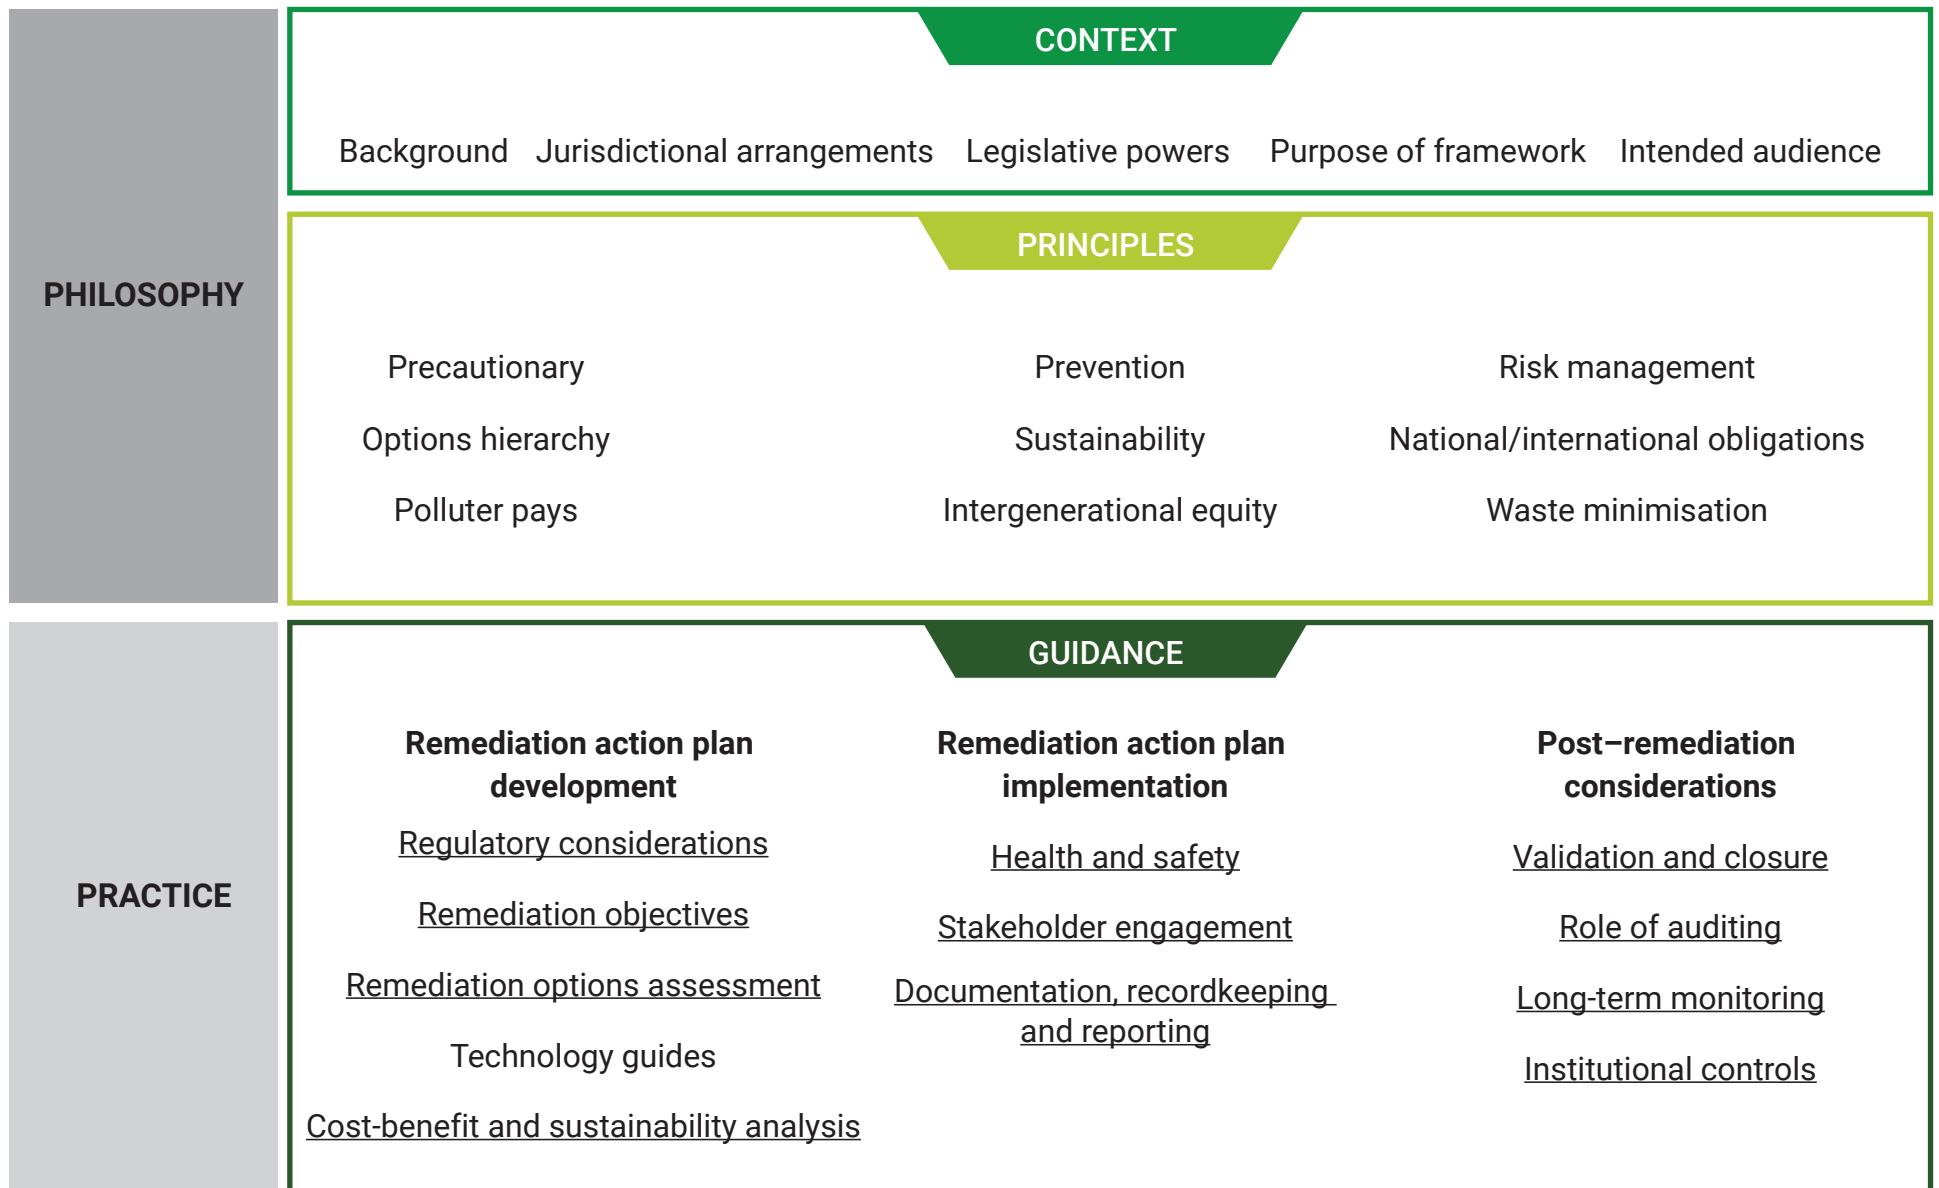 PHILOSOPHY
CONTEXT
Background Jurisdictional arrangements Legislative powers Purpose of framework Intended audience
PRINCIPLES
Precautionary Prevention Risk management
Options hierarchy Sustainability National/international obligations
Polluter pays Intergenerational equity Waste minimisation
PRACTICE
GUIDANCE
Remediation action plan
development
Regulatory considerations
Remediation objectives
Remediation options assessment
Technology guides
Cost-benefit and sustainability analysis
Remediation action plan
implementation
Health and safety
Stakeholder engagement
Documentation, recordkeeping
and reporting
Post–remediation
considerations
Validation and closure
Role of auditing
Long-term monitoring
Institutional controls